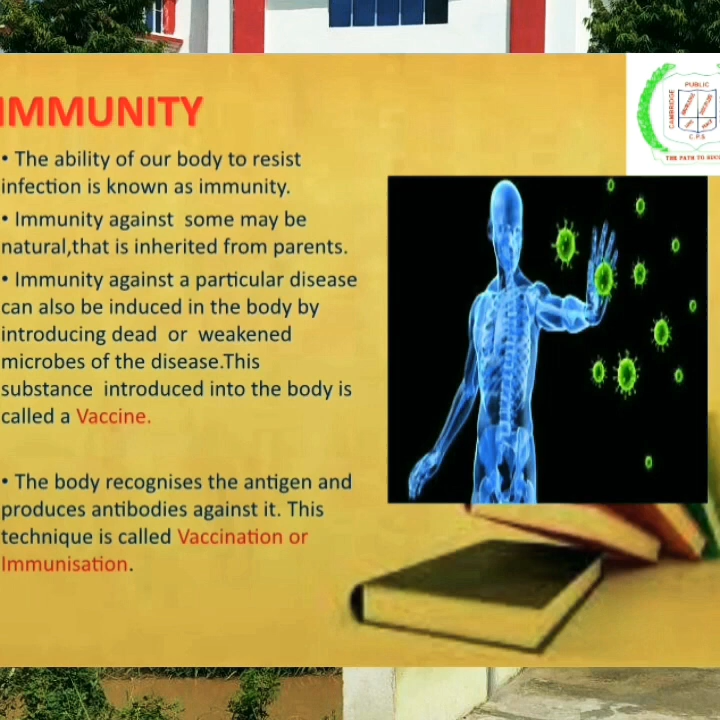 IMMUNITY
• The ability of our body to resist
infection is known as immunity.
• Immunity against some may be
natural,that is inherited from parents.
• Immunity against a particular disease
can also be induced in the body by
introducing dead or weakened
microbes of the disease.This
substance introduced into the body is
called a Vaccine.
• The body recognises the antigen and
produces antibodies against it. This
technique is called Vaccination or
Immunisation.
PUBLIC
CAMBRIDGE
C.P.S
THE PATH TO